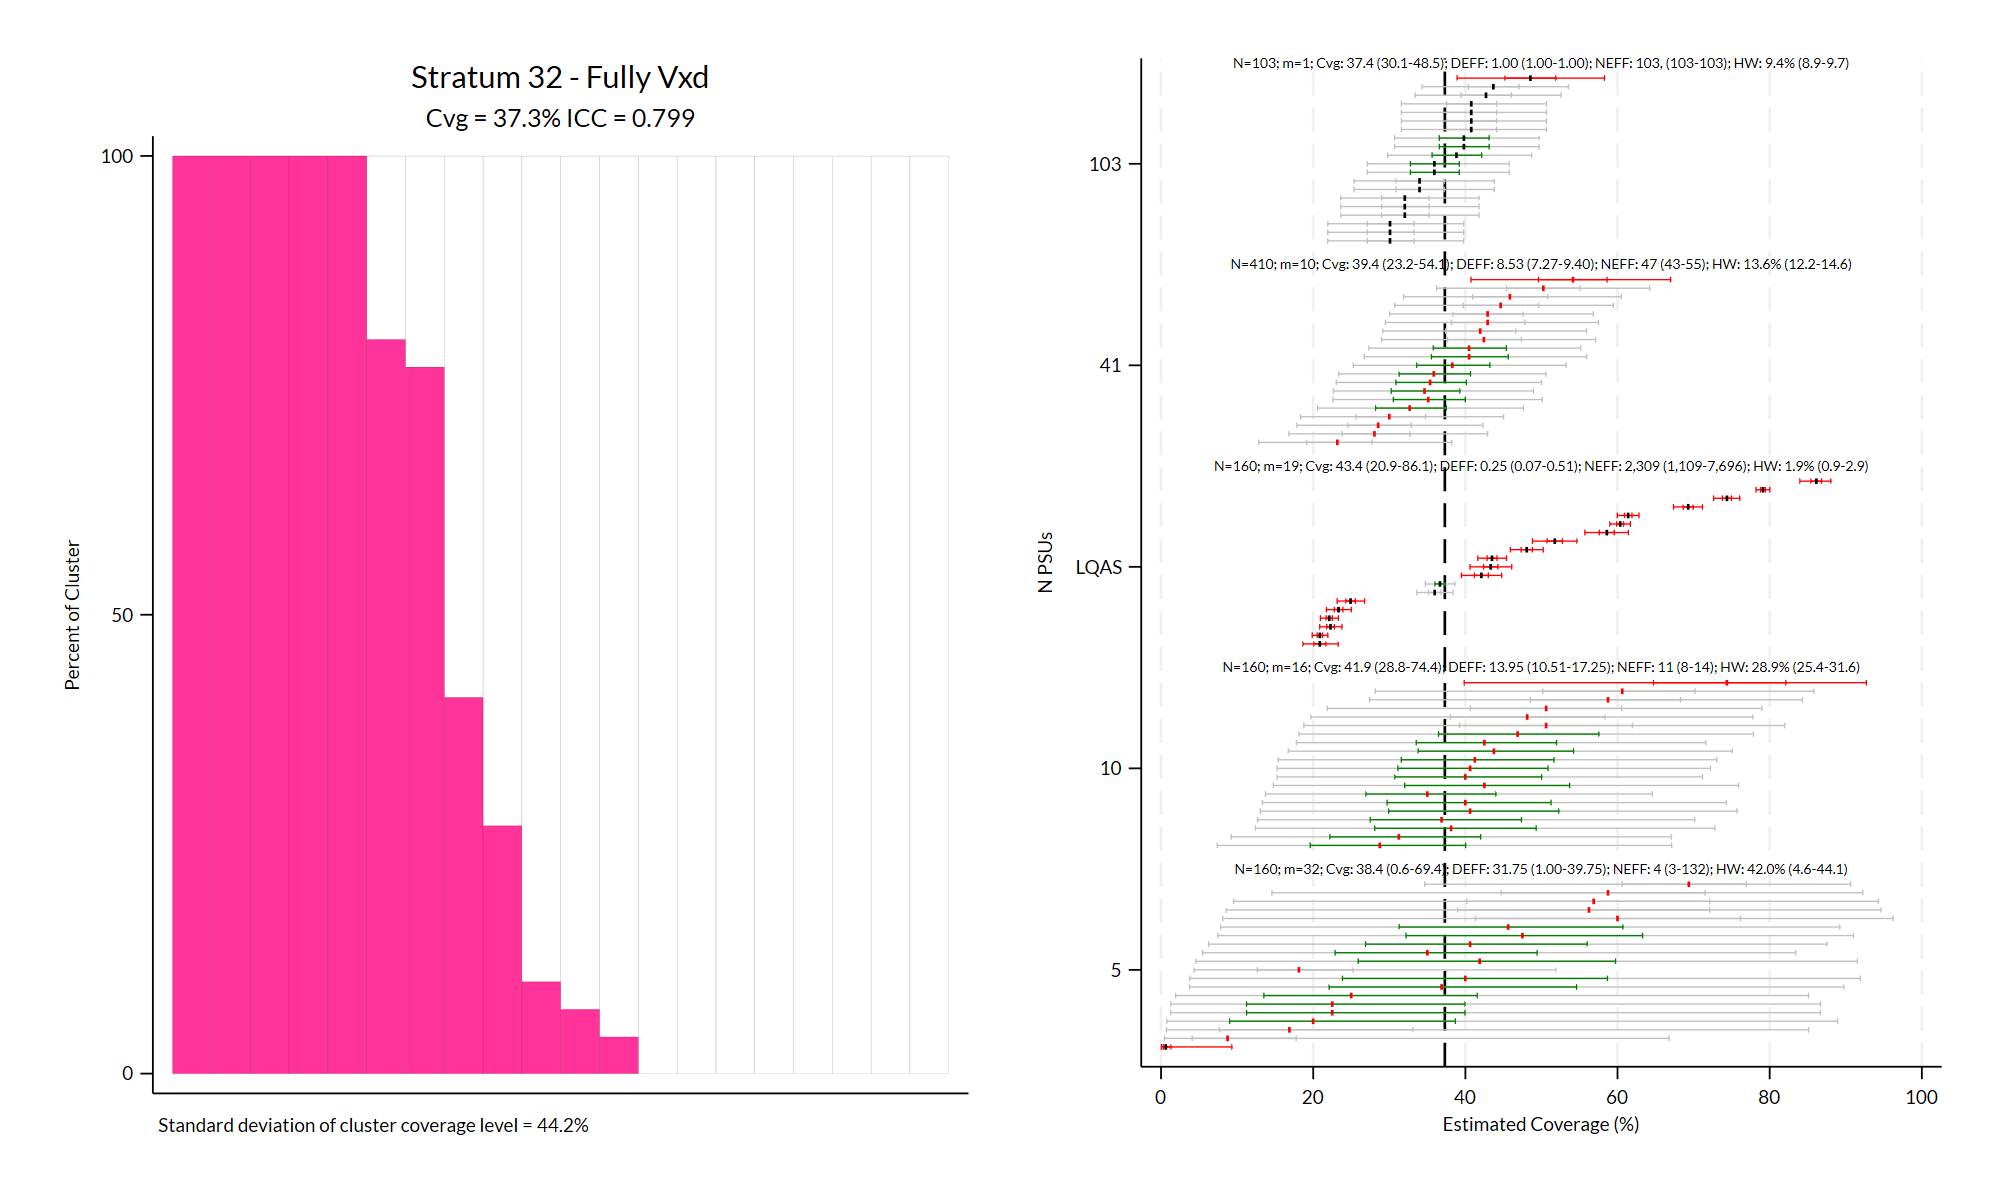 Stratum 32 - Fully Vxd
Cvg = 37.3% ICC = 0.799
100
50
0
Percent of Cluster
Standard deviation of cluster coverage level = 44.2%
N=103; m=1; Cvg: 37.4 (30.1-48.5); DEFF: 1.00 (1.00-1.00); NEFF: 103, (103-103); HW: 9.4% (8.9-9.7)
103
N=410; m=10; Cvg: 39.4 (23.2-54.1); DEFF: 8.53 (7.27-9.40); NEFF: 47 (43-55); HW: 13.6% (12.2-14.6)
41
N=160; m=19; Cvg: 43.4 (20.9-86.1); DEFF: 0.25 (0.07-0.51); NEFF: 2,309 (1,109-7,696); HW: 1.9% (0.9-2.9)
LQAS
N=160; m=16; Cvg: 41.9 (28.8-74.4); DEFF: 13.95 (10.51-17.25); NEFF: 11 (8-14); HW: 28.9% (25.4-31.6)
10
N=160; m=32; Cvg: 38.4 (0.6-69.4); DEFF: 31.75 (1.00-39.75); NEFF: 4 (3-132); HW: 42.0% (4.6-44.1)
5
N PSUs
0 20 40 60 80 100
Estimated Coverage (%)